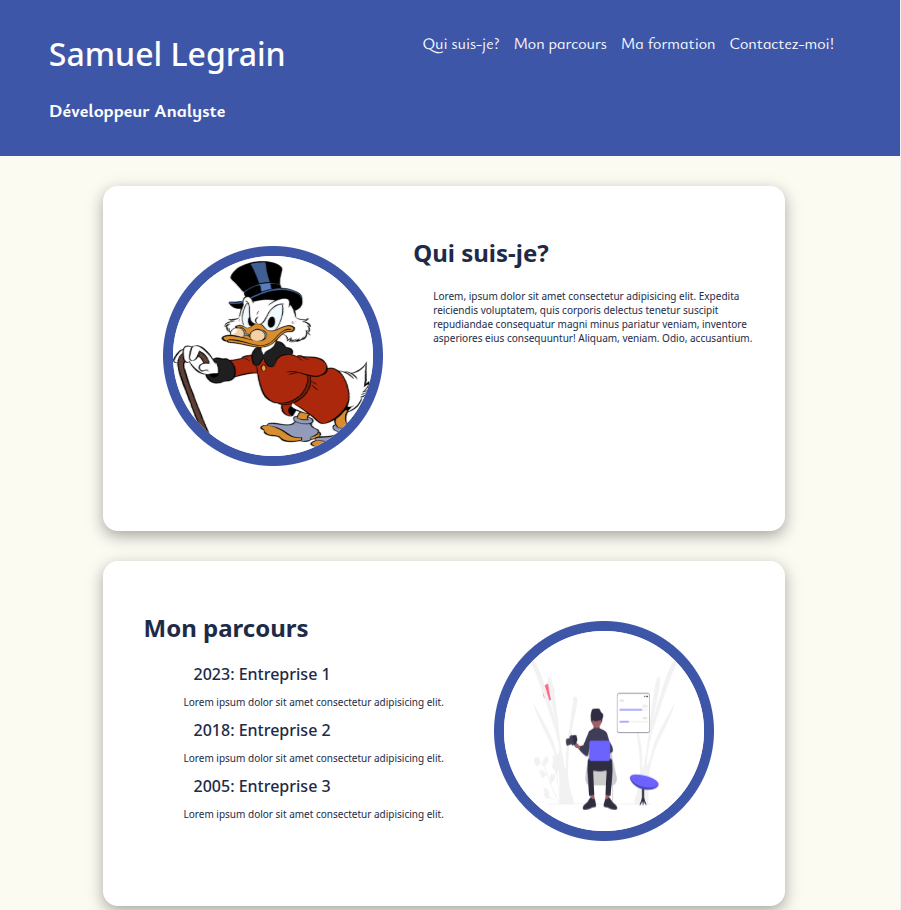 Samuel Legrain
Qui suis-je? Mon parcours Ma formation Contactez-moi!
Développeur Analyste
Qui suis-je?
Lorem, ipsum dolor sit amet consectetur adipisicing elit. Expedita
reiciendis voluptatem, quis corporis delectus tenetur suscipit
repudiandae consequatur magni minus pariatur veniam, inventore
asperiores eius consequuntur! Aliquam, veniam. Odio, accusantium.
Mon parcours
2023: Entreprise 1
Lorem ipsum dolor sit amet consectetur adipisicing elit.
2018: Entreprise 2
Lorem ipsum dolor sit amet consectetur adipisicing elit.
2005: Entreprise 3
Lorem ipsum dolor sit amet consectetur adipisicing elit.